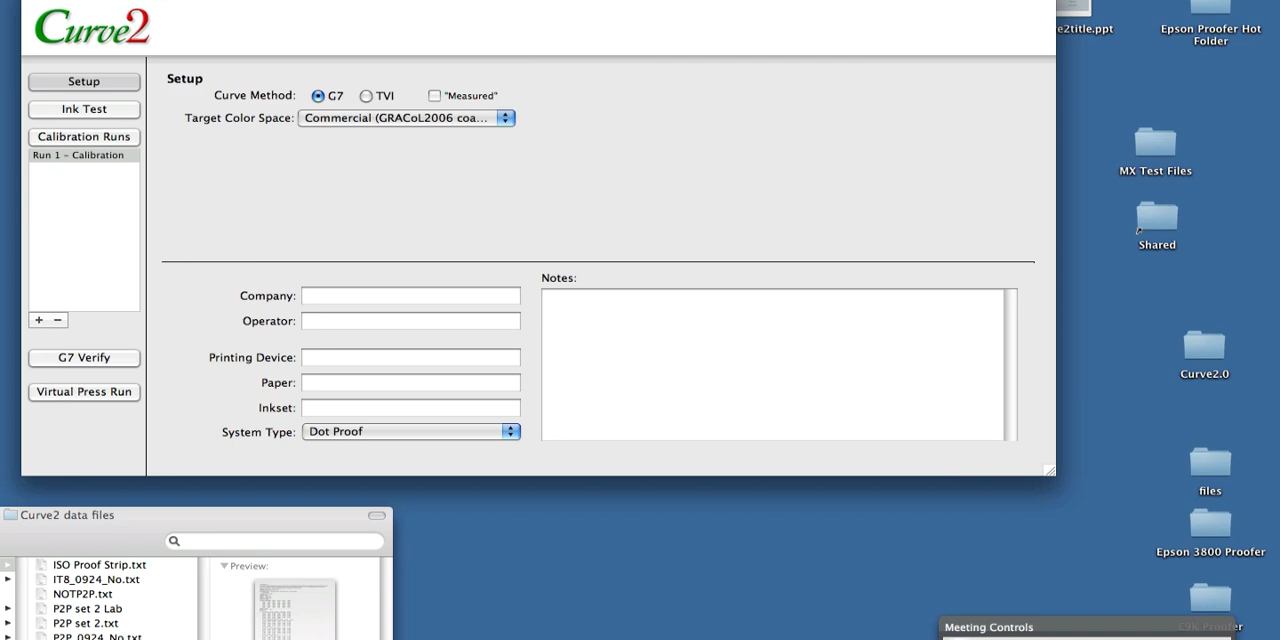 Curve2
Setup
Ink Test
Calibration Runs
Run 1 - Calibration
+ -
G7 Verify
Virtual Press Run
Setup
Curve Method: G7 TVI "Measured"
Target Color Space: Commercial (GRACoL2006 coa...
Company:
Operator:
Printing Device:
Paper:
Inkset:
System Type: Dot Proof
Notes:
e2title.ppt
Epson Proofer Hot
Folder
MX Test Files
Shared
Curve2.0
files
Epson 3800 Proofer
Curve2 data files
ISO Proof Strip.txt
IT8_0924_No.txt
NOTP2P.txt
P2P set 2 Lab
P2P set 2.txt
P2P_0924_No.txt
Preview:
Meeting Controls